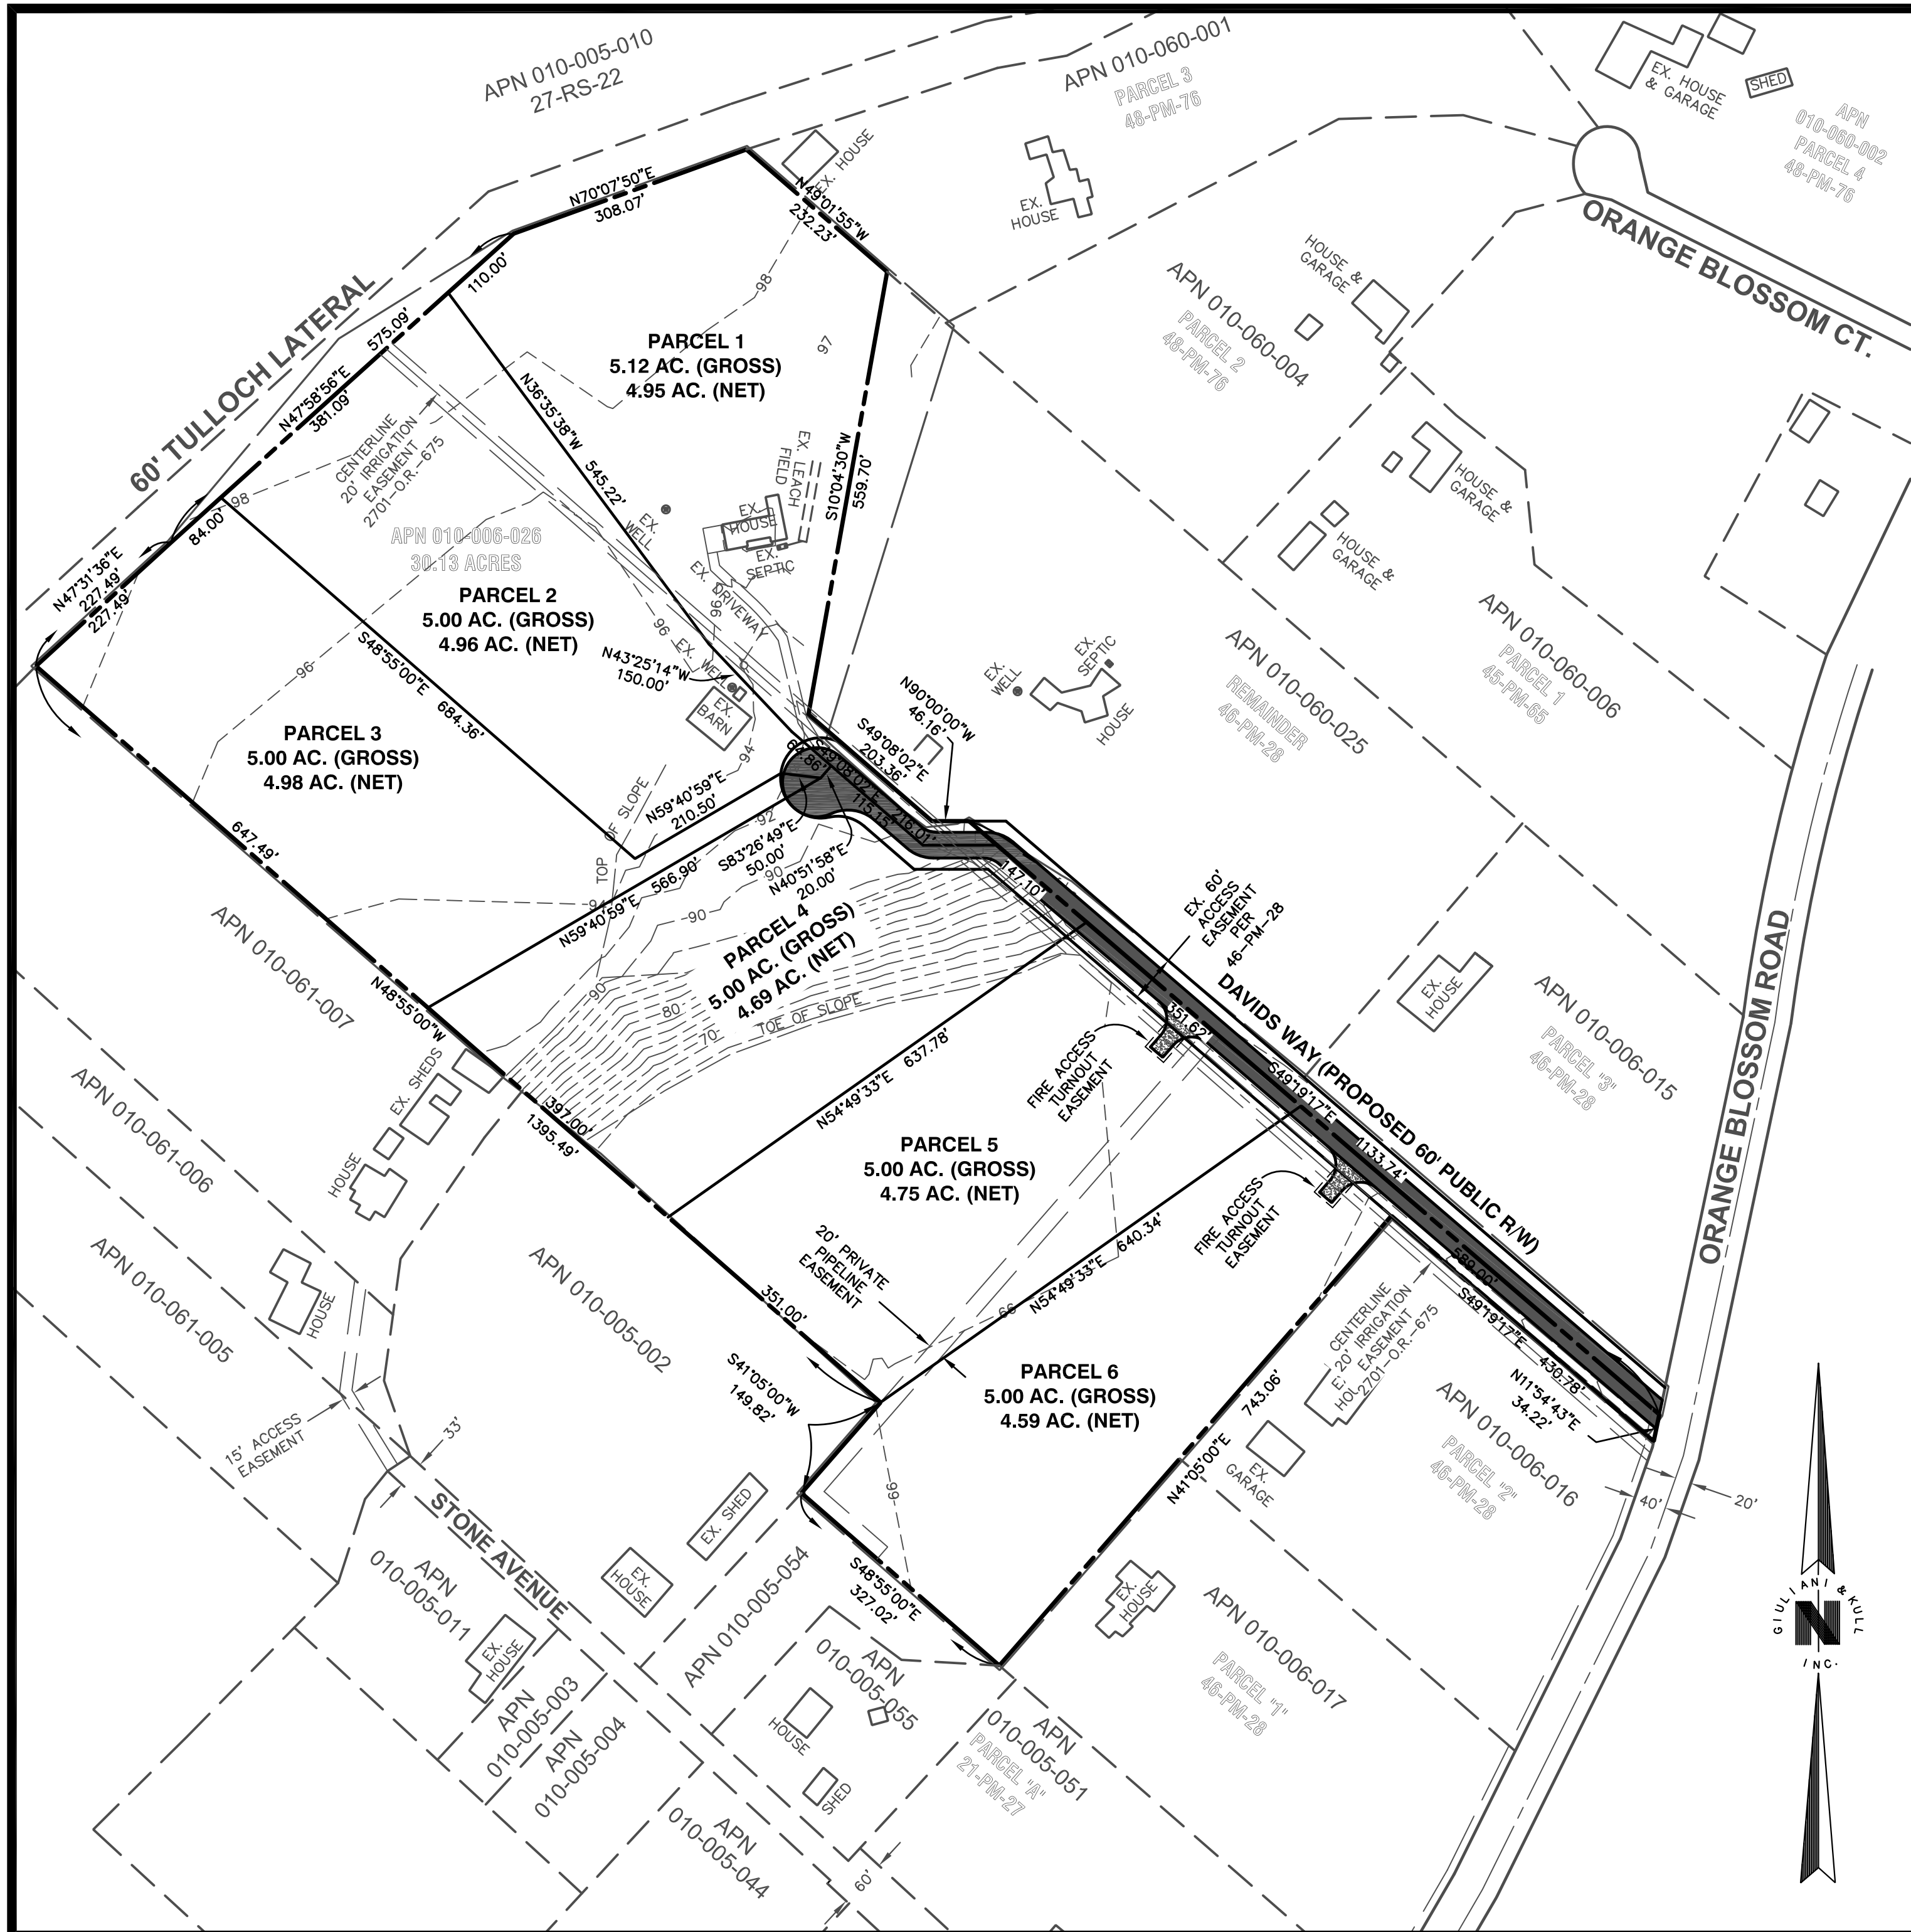 APN 010-005-010
27-RS-22
APN 010-060-001
PARCEL 3
48-PM-76
EX. HOUSE
& GARAGE
SHED
APN
010-060-002
PARCEL 4
48-PM-76
ORANGE BLOSSOM CT.
EX. HOUSE
EX.
HOUSE
N70°07'50"E
308.07'
N49°01'55"W
232.23'
110.00'
60' TULLOCH LATERAL
575.09'
N47°58'56"E
381.09'
PARCEL 1
5.12 AC. (GROSS)
4.95 AC. (NET)
98
97
HOUSE &
GARAGE
APN 010-060-004
PARCEL 2
48-PM-76
N36°35'38"W 545.22'
CENTERLINE
20' IRRIGATION
EASEMENT
2701-O.R.-675
EX. LEACH
FIELD
S10°04'30"W
559.70'
HOUSE &
GARAGE
HOUSE &
GARAGE
98
84.00'
EX.
WELL
EX.
HOUSE
EX.
SEPTIC
EX. DRIVEWAY
APN 010-006-026
30.13 ACRES
N47°31'36"E
227.49'
227.49'
PARCEL 2
5.00 AC. (GROSS)
4.96 AC. (NET)
96
96
96
S48°55'00"E
684.36'
N43°25'14"W
150.00'
EX. WELL
EX.
BARN
94
EX.
WELL
EX.
SEPTIC
HOUSE
APN 010-060-025
REMAINDER
46-PM-28
APN 010-060-006
PARCEL 1
45-PM-65
PARCEL 3
5.00 AC. (GROSS)
4.98 AC. (NET)
N90°00'00"W
46.16'
S49°08'02"E
203.36'
115.15'
216.01'
N59°40'59"E
210.50'
TOP OF SLOPE
92
S83°26'49"E
50.00'
N40°51'58"E
20.00'
90
147.10'
647.49'
N59°40'59"E 566.90'
94
90
90
80
70
PARCEL 4
5.00 AC. (GROSS)
4.69 AC. (NET)
TOE OF SLOPE
EX. 60'
ACCESS
EASEMENT
PER
46-PM-28
DAVIDS WAY (PROPOSED 60' PUBLIC R/W)
351.62'
S49°19'17"E
1133.74'
EX.
HOUSE
APN 010-006-015
PARCEL "3"
46-PM-28
ORANGE BLOSSOM ROAD
APN 010-061-007
N48°55'00"W
397.00'
1395.49'
N54°49'33"E 637.78'
FIRE ACCESS
TURNOUT
EASEMENT
EX. SHEDS
HOUSE
APN 010-061-006
PARCEL 5
5.00 AC. (GROSS)
4.75 AC. (NET)
FIRE ACCESS
TURNOUT
EASEMENT
20' PRIVATE
PIPELINE
EASEMENT
N54°49'33"E 640.34'
66
351.00'
APN 010-061-005
HOUSE
APN 010-005-002
589.00'
S49°19'17"E
430.78'
N11°54'43"E
34.22'
CENTERLINE
20' IRRIGATION
EASEMENT
2701-O.R.-675
S41°05'00"W
149.82'
PARCEL 6
5.00 AC. (GROSS)
4.59 AC. (NET)
743.06'
N41°05'00"E
EX.
GARAGE
APN 010-006-016
PARCEL "2"
46-PM-28
40'
20'
15' ACCESS
EASEMENT
33'
STONE AVENUE
EX. SHED
66
EX.
HOUSE
S48°55'00"E
327.02'
APN
010-005-011
APN 010-005-054
EX.
HOUSE
EX.
HOUSE
APN 010-006-017
PARCEL "1"
46-PM-28
APN
010-005-003
APN
010-005-004
APN
010-005-055
HOUSE
SHED
APN
010-005-051
PARCEL "A"
21-PM-27
APN
010-005-044
60'
GIULIANI & KULL
N
INC.